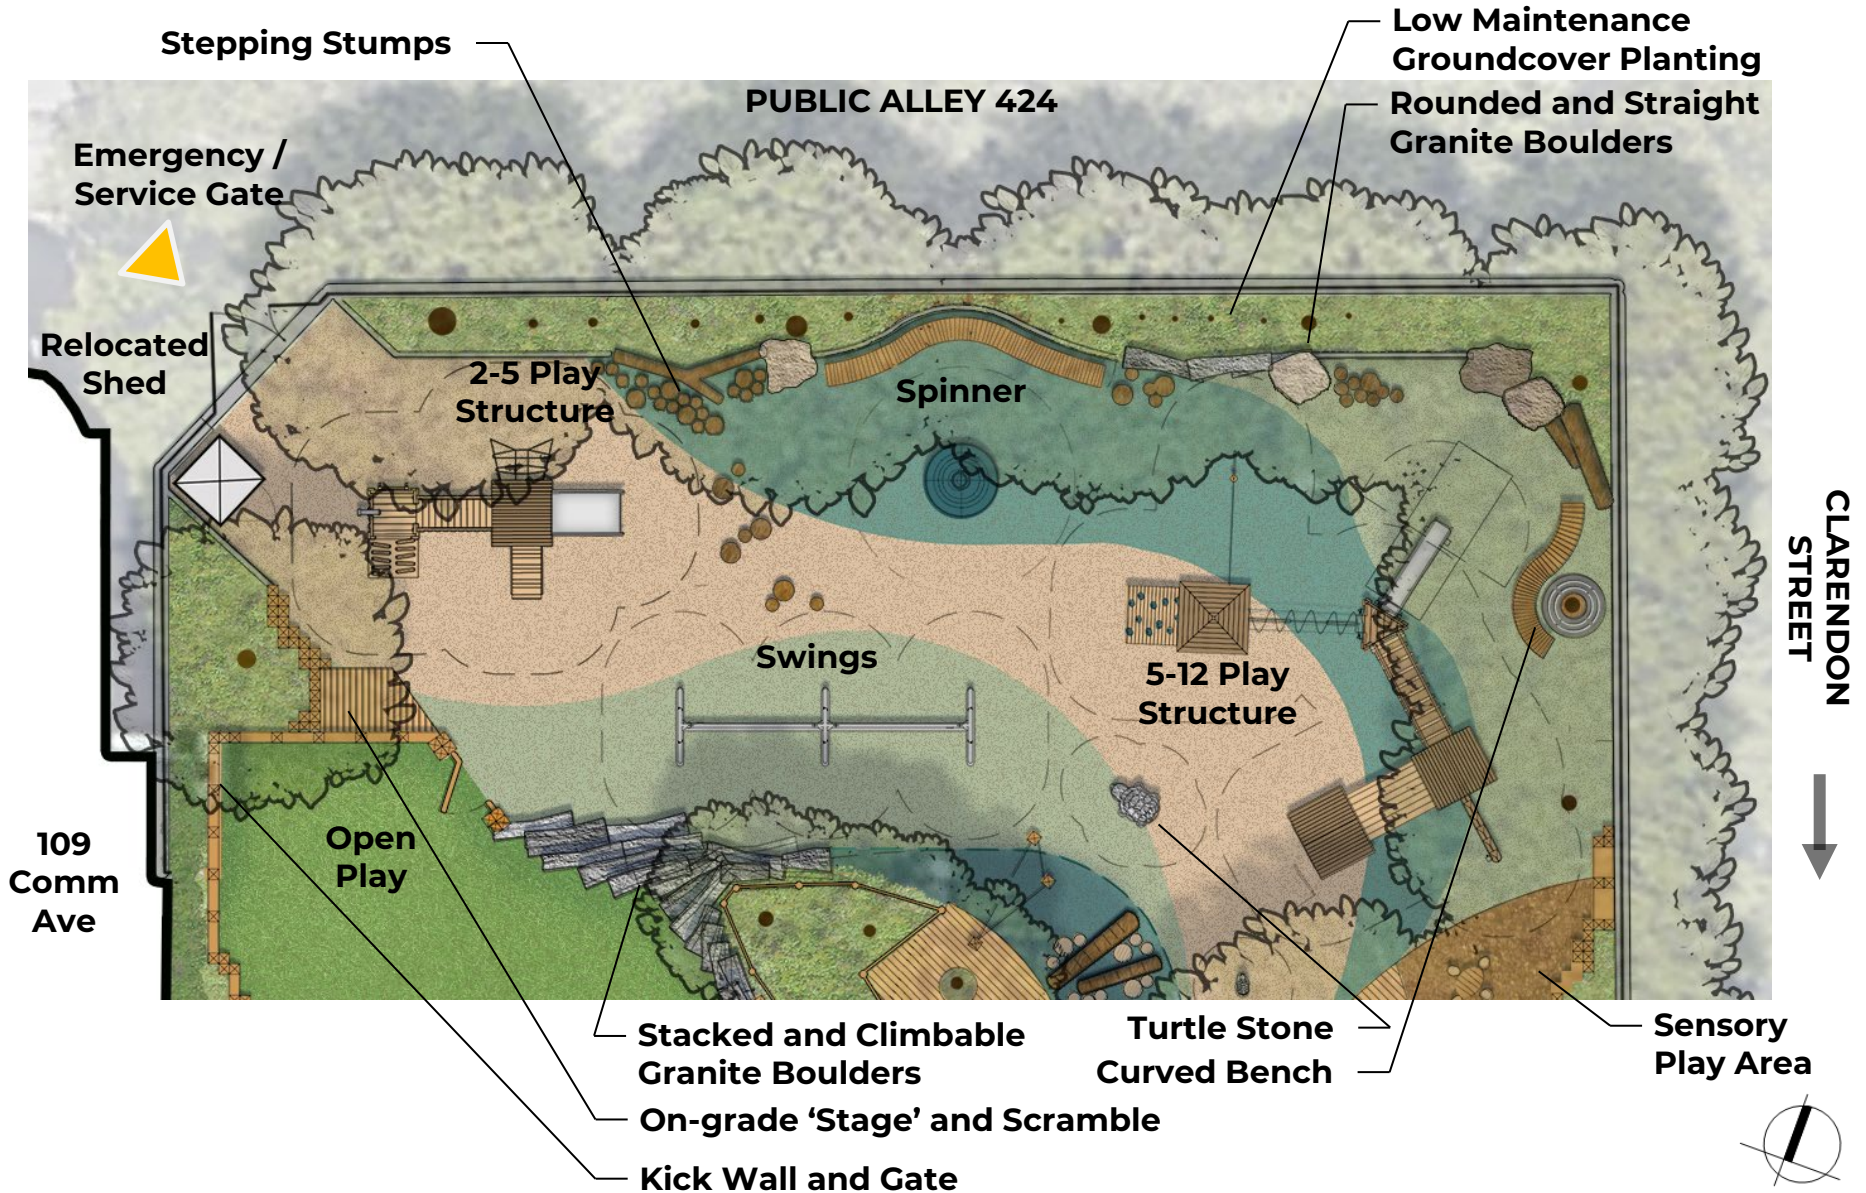 Stepping Stumps
Low Maintenance
Groundcover Planting
PUBLIC ALLEY 424
Rounded and Straight
Granite Boulders
Emergency /
Service Gate
Relocated
Shed
2-5 Play
Structure
Spinner
CLARENDON
STREET
Swings
5-12 Play
Structure
109
Comm
Ave
Open
Play
Stacked and Climbable
Granite Boulders
Turtle Stone
Curved Bench
Sensory
Play Area
On-grade ‘Stage’ and Scramble
Kick Wall and Gate